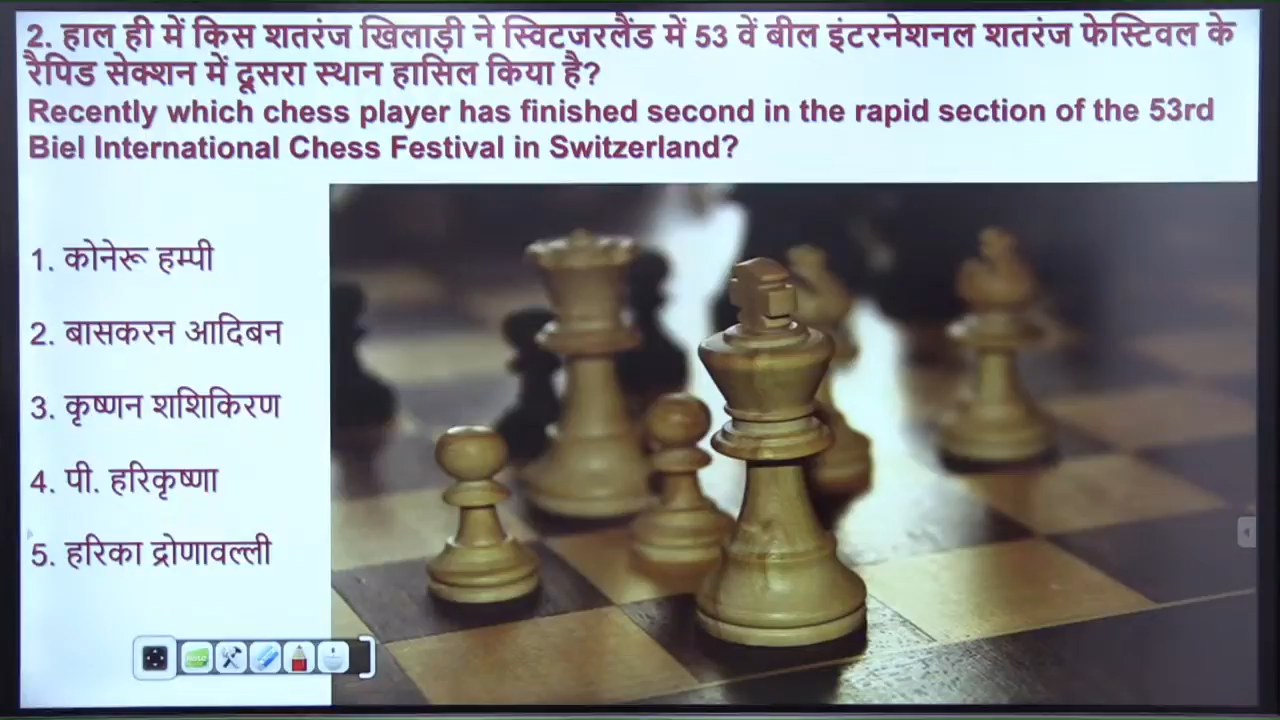 2. हाल ही में किस शतरंज खिलाड़ी ने स्विटजरलैंड में 53 वें बील इंटरनेशनल शतरंज फेस्टिवल के
रैपिड सेक्शन में दूसरा स्थान हासिल किया है?
Recently which chess player has finished second in the rapid section of the 53rd
Biel International Chess Festival in Switzerland?
1. कोनेरू हम्पी
2. बासकरन आदिबन
3. कृष्णन शशिकिरण
4. पी. हरिकृष्णा
5. हरिका द्रोणावल्ली